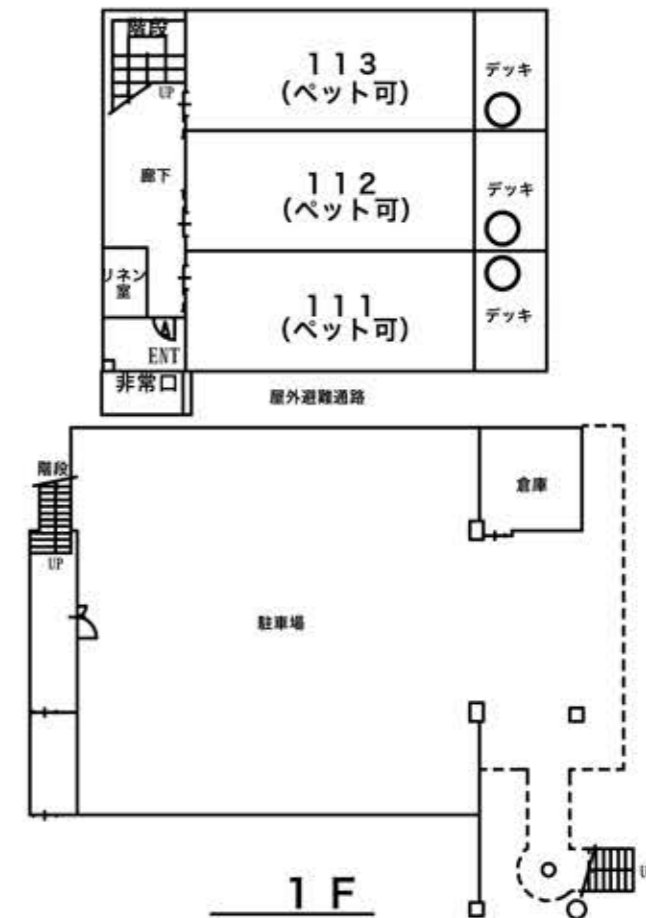 階段
UP
113
(ペット可)
デッキ
廊下
112
(ペット可)
デッキ
リネン
室
111
(ペット可)
デッキ
ENT
非常口
屋外避難通路
階段
UP
倉庫
駐車場
1F